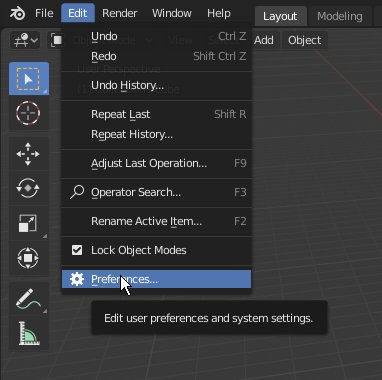 File Edit Render Window Help Layout Modeling
Add Object
Undo Ctrl Z
Redo Shift Ctrl Z
Undo History...
Repeat Last Shift R
Repeat History...
Adjust Last Operation... F9
Operator Search... F3
Rename Active Item... F2
Lock Object Modes
Preferences...
Edit user preferences and system settings.